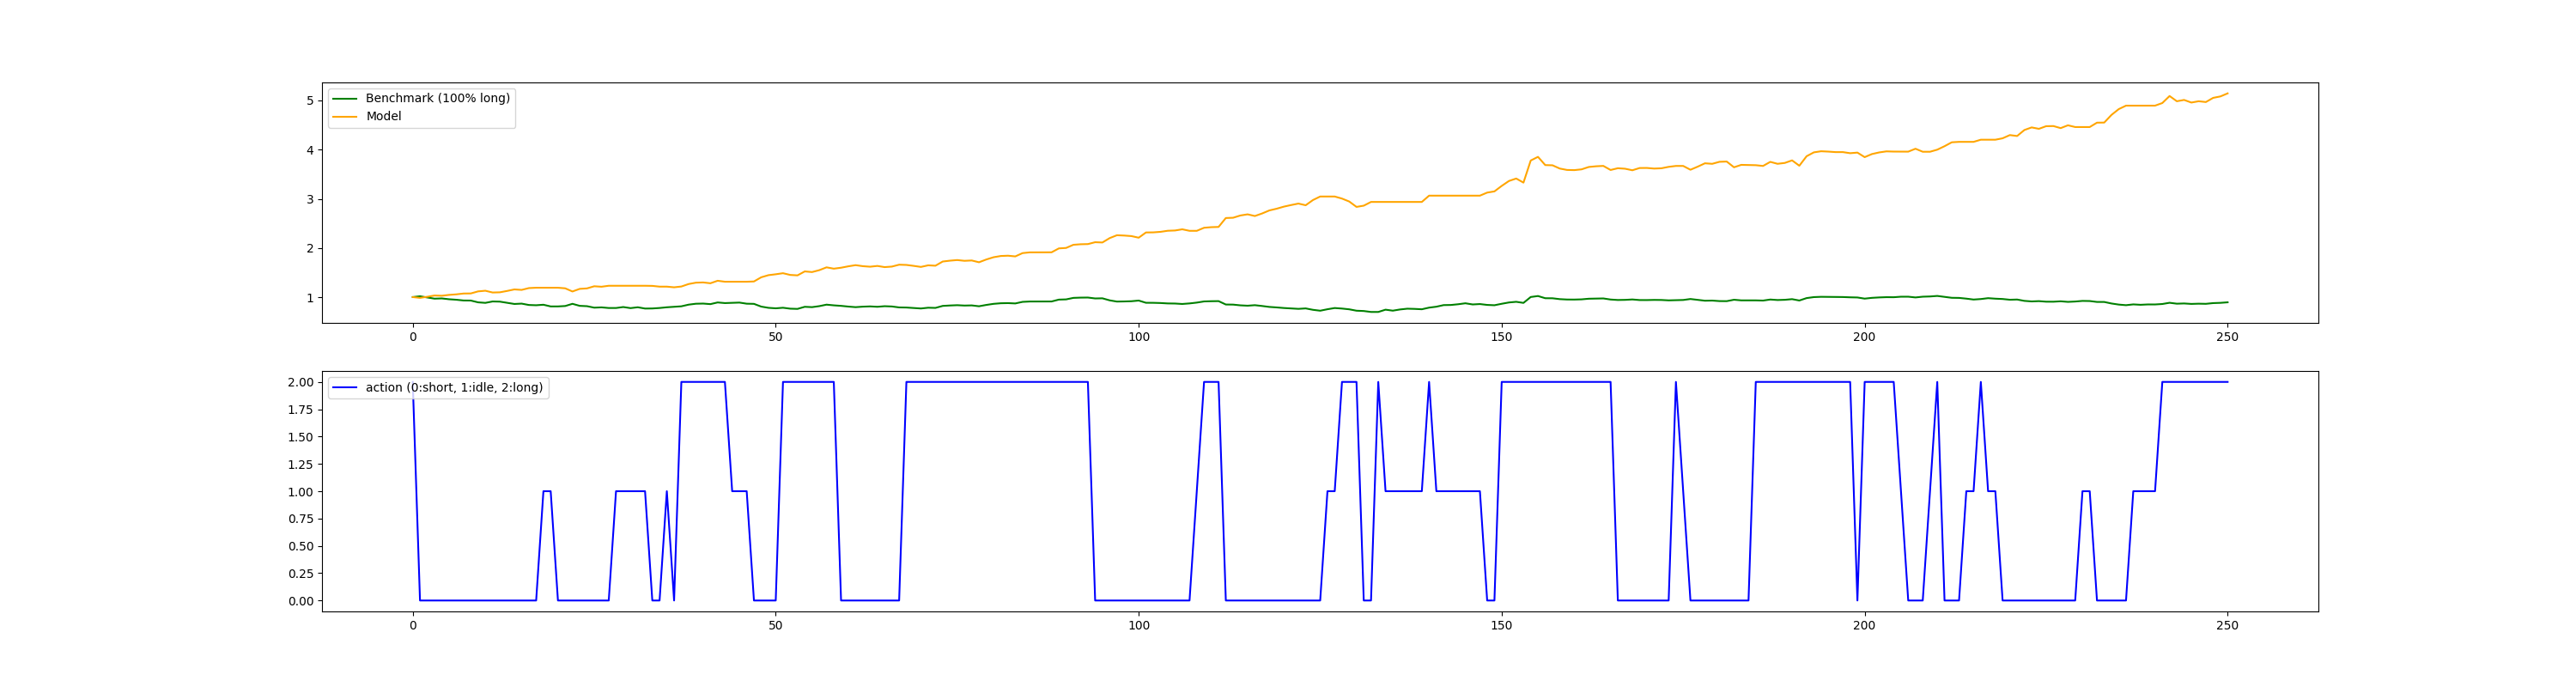 Benchmark (100% long)
Model
5
4
3
2
1
0 50 100 150 200 250
action (0:short, 1:idle, 2:long)
2.00
1.75
1.50
1.25
1.00
0.75
0.50
0.25
0.00
0 50 100 150 200 250